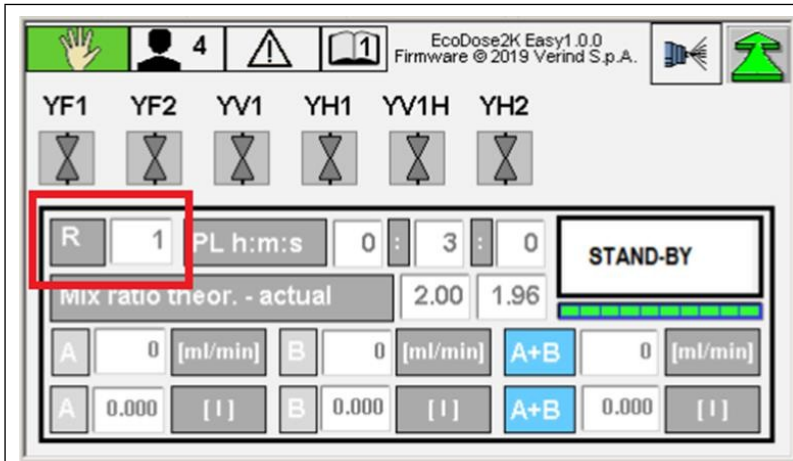 4 1 EcoDose2K Easy1.0.0
Firmware © 2019 Verind S.p.A.
YF1 YF2 YV1 YH1 YV1H YH2
R 1 PL h:m:s 0 : 3 : 0 STAND-BY
Mix ratio theor. - actual 2.00 1.96
A 0 [ml/min] B 0 [ml/min] A+B 0 [ml/min]
A 0.000 [l] B 0.000 [l] A+B 0.000 [l]